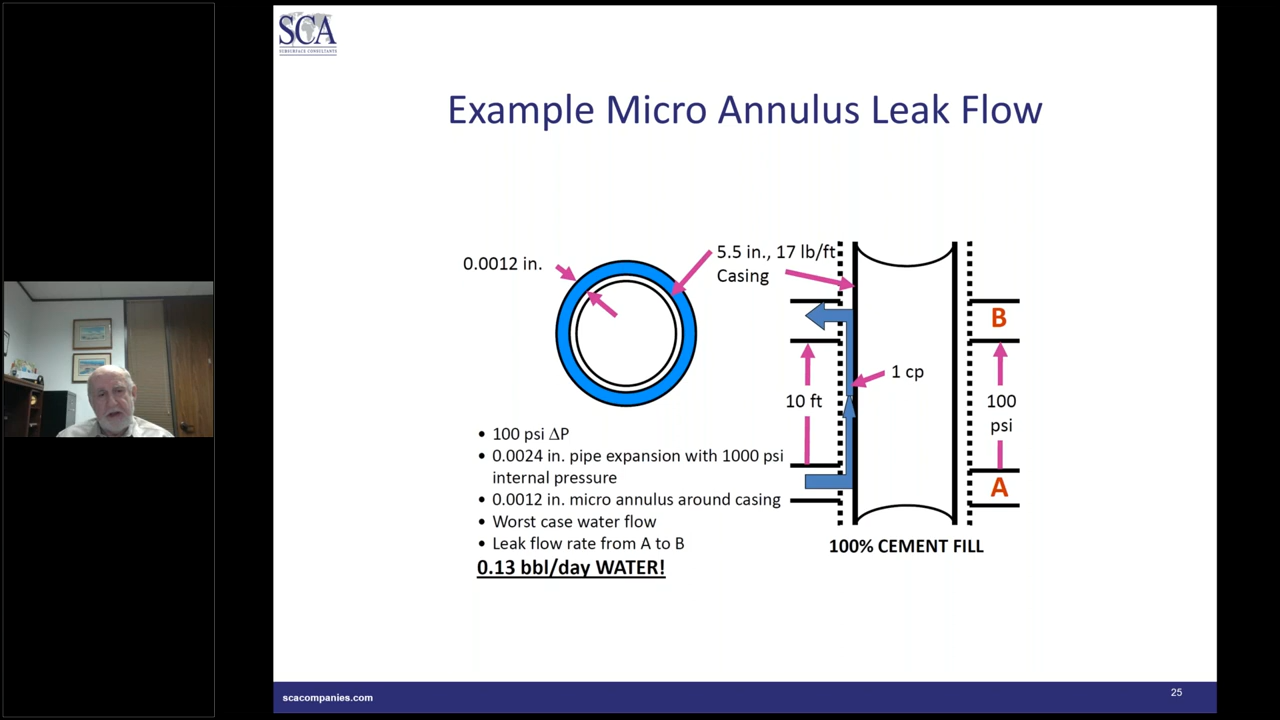 SCA
SUBSURFACE CONSULTANTS
Example Micro Annulus Leak Flow
0.0012 in.
5.5 in., 17 lb/ft
Casing
B
1 cp
10 ft
100
psi
A
• 100 psi ΔP
• 0.0024 in. pipe expansion with 1000 psi
internal pressure
• 0.0012 in. micro annulus around casing
• Worst case water flow
• Leak flow rate from A to B
0.13 bbl/day WATER!
100% CEMENT FILL
scacompanies.com
25